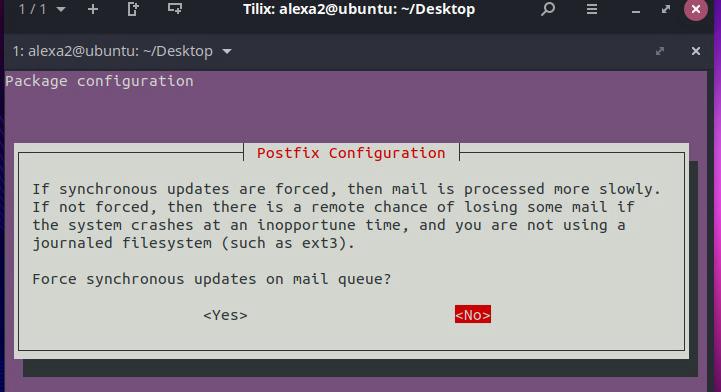 1 / 1
Tilix: alexa2@ubuntu: ~/Desktop
1: alexa2@ubuntu: ~/Desktop
Package configuration
Postfix Configuration
If synchronous updates are forced, then mail is processed more slowly.
If not forced, then there is a remote chance of losing some mail if
the system crashes at an inopportune time, and you are not using a
journaled filesystem (such as ext3).
Force synchronous updates on mail queue?
<Yes> <No>